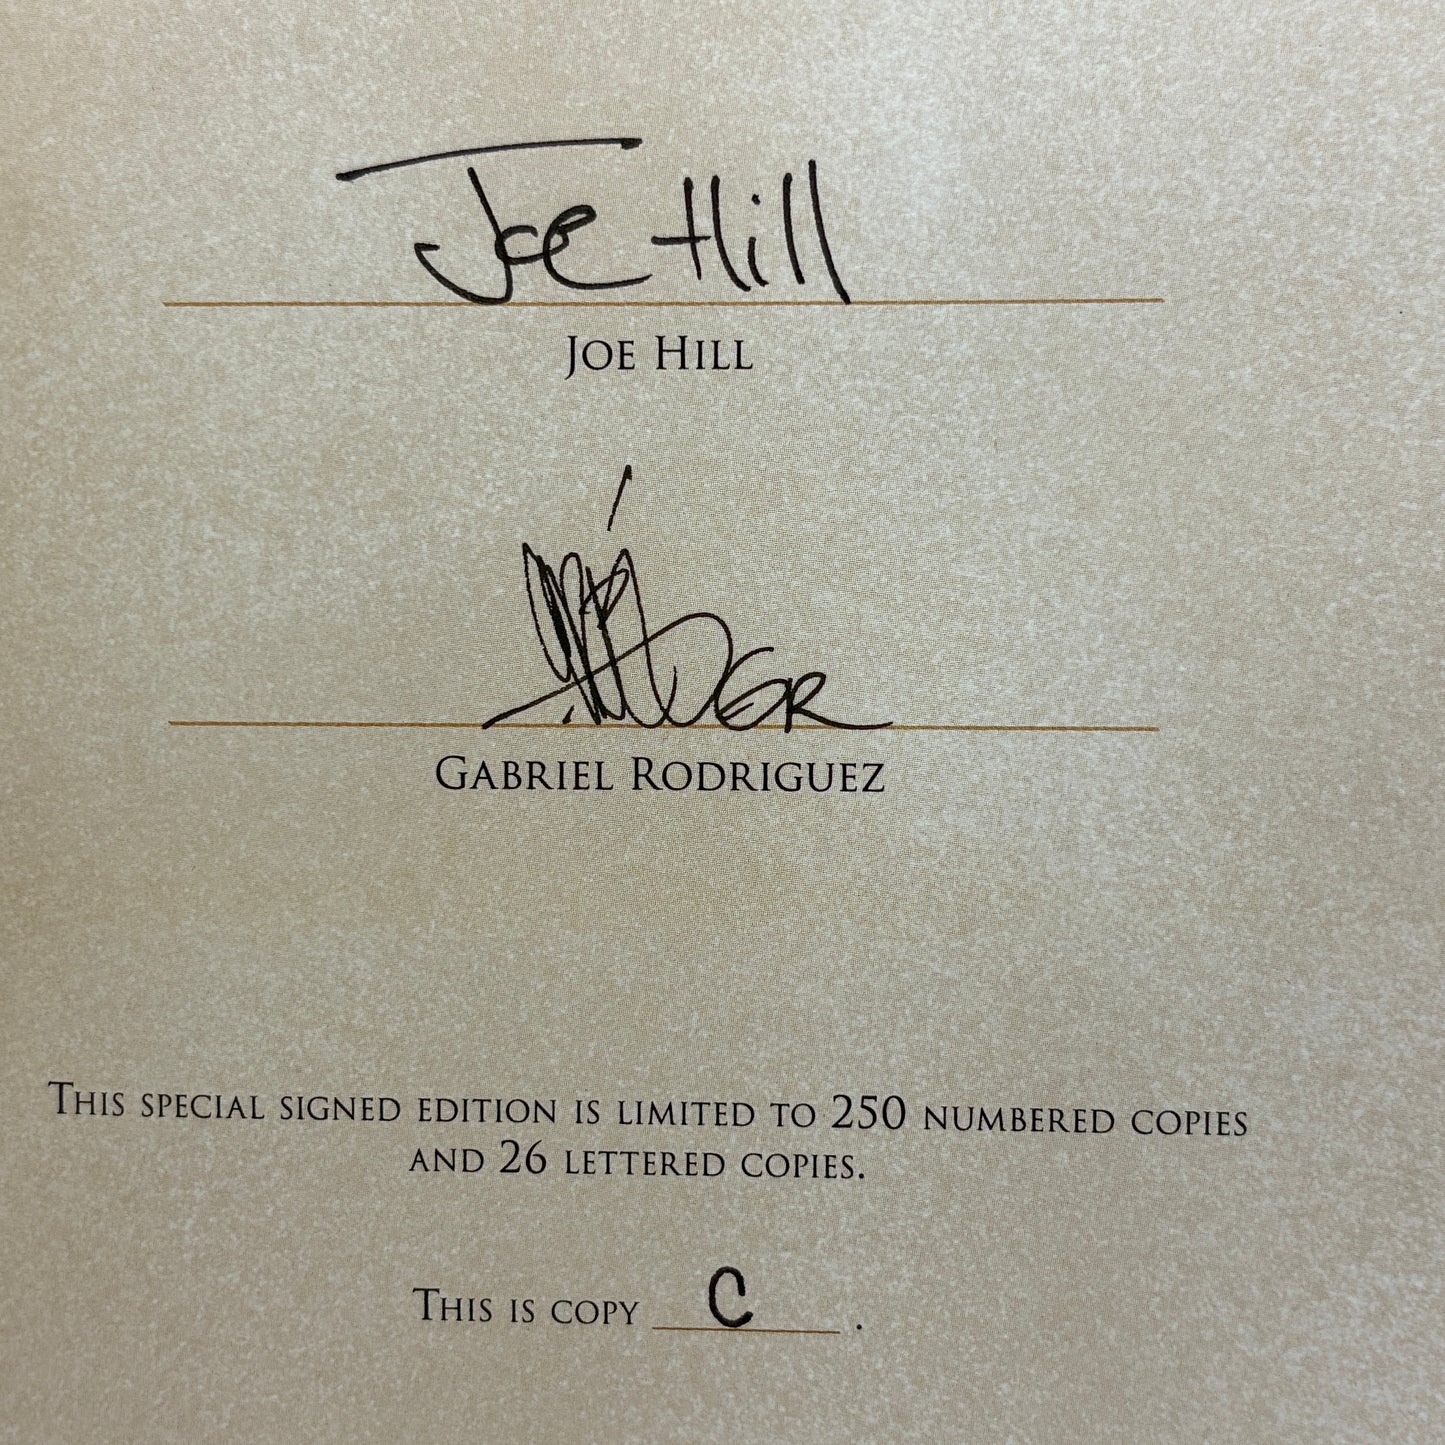 Joe Hill
Joe Hill
GR
Gabriel Rodriguez
This special signed edition is limited to 250 numbered copies
and 26 lettered copies.
This is copy C .